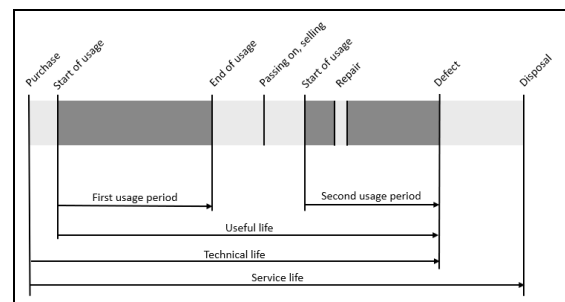 Purchase
Start of usage
End of usage
Passing on, selling
Start of usage
Repair
Defect
Disposal
First usage period
Second usage period
Useful life
Technical life
Service life